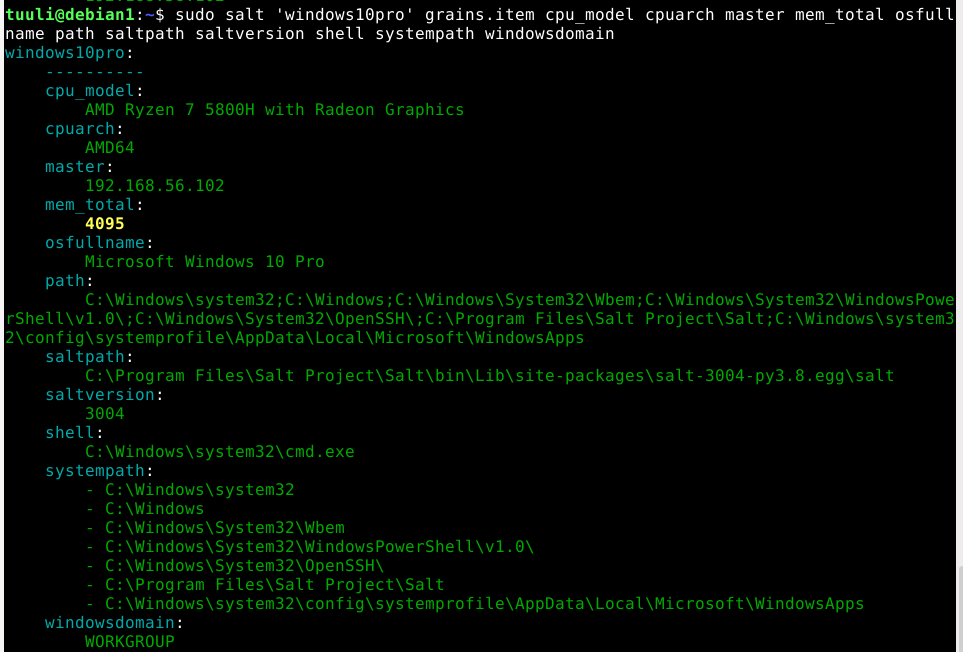 tuuli@debian1:~$ sudo salt 'windows10pro' grains.item cpu_model cpuarch master mem_total osfull
name path saltpath saltversion shell systempath windowsdomain
windows10pro:
    ----------
    cpu_model:
        AMD Ryzen 7 5800H with Radeon Graphics
    cpuarch:
        AMD64
    master:
        192.168.56.102
    mem_total:
        4095
    osfullname:
        Microsoft Windows 10 Pro
    path:
        C:\Windows\system32;C:\Windows;C:\Windows\System32\Wbem;C:\Windows\System32\WindowsPowe
rShell\v1.0\;C:\Windows\System32\OpenSSH\;C:\Program Files\Salt Project\Salt;C:\Windows\system3
2\config\systemprofile\AppData\Local\Microsoft\WindowsApps
    saltpath:
        C:\Program Files\Salt Project\Salt\bin\Lib\site-packages\salt-3004-py3.8.egg\salt
    saltversion:
        3004
    shell:
        C:\Windows\system32\cmd.exe
    systempath:
        - C:\Windows\system32
        - C:\Windows
        - C:\Windows\System32\Wbem
        - C:\Windows\System32\WindowsPowerShell\v1.0\
        - C:\Windows\System32\OpenSSH\
        - C:\Program Files\Salt Project\Salt
        - C:\Windows\system32\config\systemprofile\AppData\Local\Microsoft\WindowsApps
    windowsdomain:
        WORKGROUP